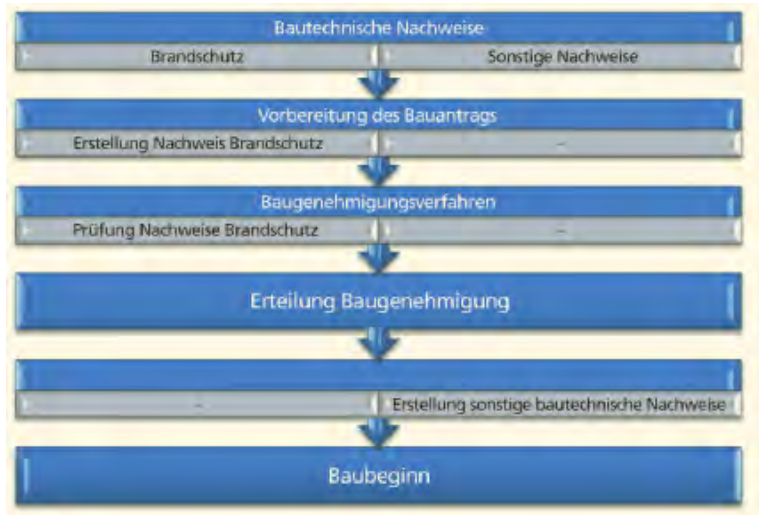 Bautechnische Nachweise
Brandschutz
Sonstige Nachweise
Vorbereitung des Bauantrags
Erstellung Nachweis Brandschutz
-
Baugenehmigungsverfahren
Prüfung Nachweise Brandschutz
-
Erteilung Baugenehmigung
-
Erstellung sonstige bautechnische Nachweise
Baubeginn